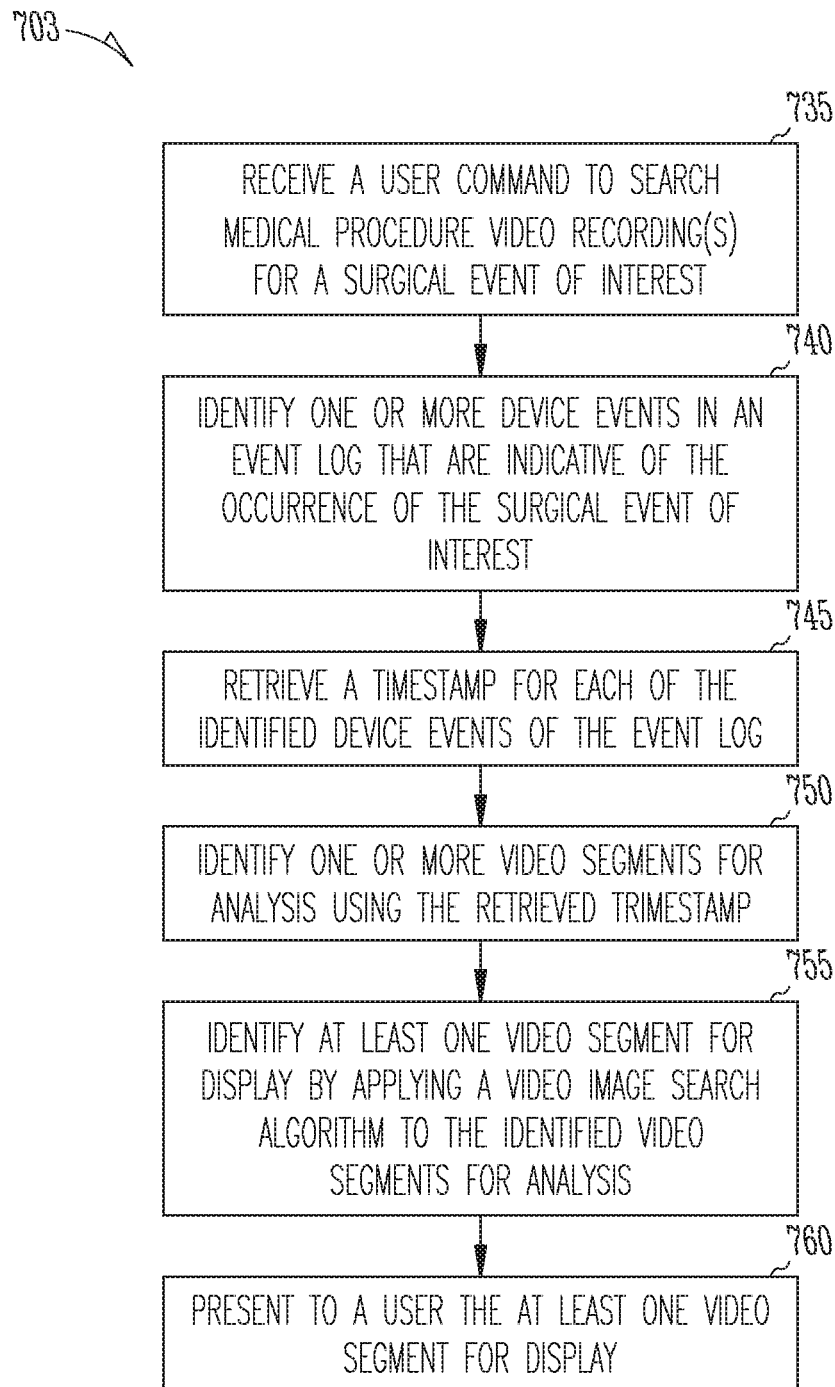 703
735
RECEIVE A USER COMMAND TO SEARCH
MEDICAL PROCEDURE VIDEO RECORDING(S)
FOR A SURGICAL EVENT OF INTEREST
740
IDENTIFY ONE OR MORE DEVICE EVENTS IN AN
EVENT LOG THAT ARE INDICATIVE OF THE
OCCURRENCE OF THE SURGICAL EVENT OF
INTEREST
745
RETRIEVE A TIMESTAMP FOR EACH OF THE
IDENTIFIED DEVICE EVENTS OF THE EVENT LOG
750
IDENTIFY ONE OR MORE VIDEO SEGMENTS FOR
ANALYSIS USING THE RETRIEVED TRIMESTAMP
755
IDENTIFY AT LEAST ONE VIDEO SEGMENT FOR
DISPLAY BY APPLYING A VIDEO IMAGE SEARCH
ALGORITHM TO THE IDENTIFIED VIDEO
SEGMENTS FOR ANALYSIS
760
PRESENT TO A USER THE AT LEAST ONE VIDEO
SEGMENT FOR DISPLAY